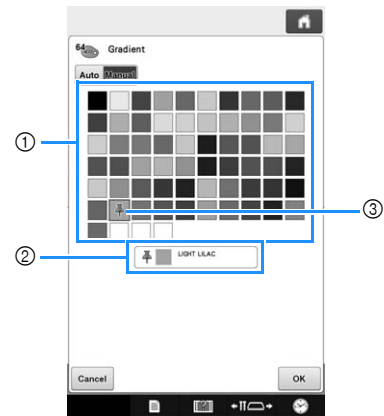 64
Gradient
Auto Manual
①
③
②
LIGHT LILAC
Cancel
OK